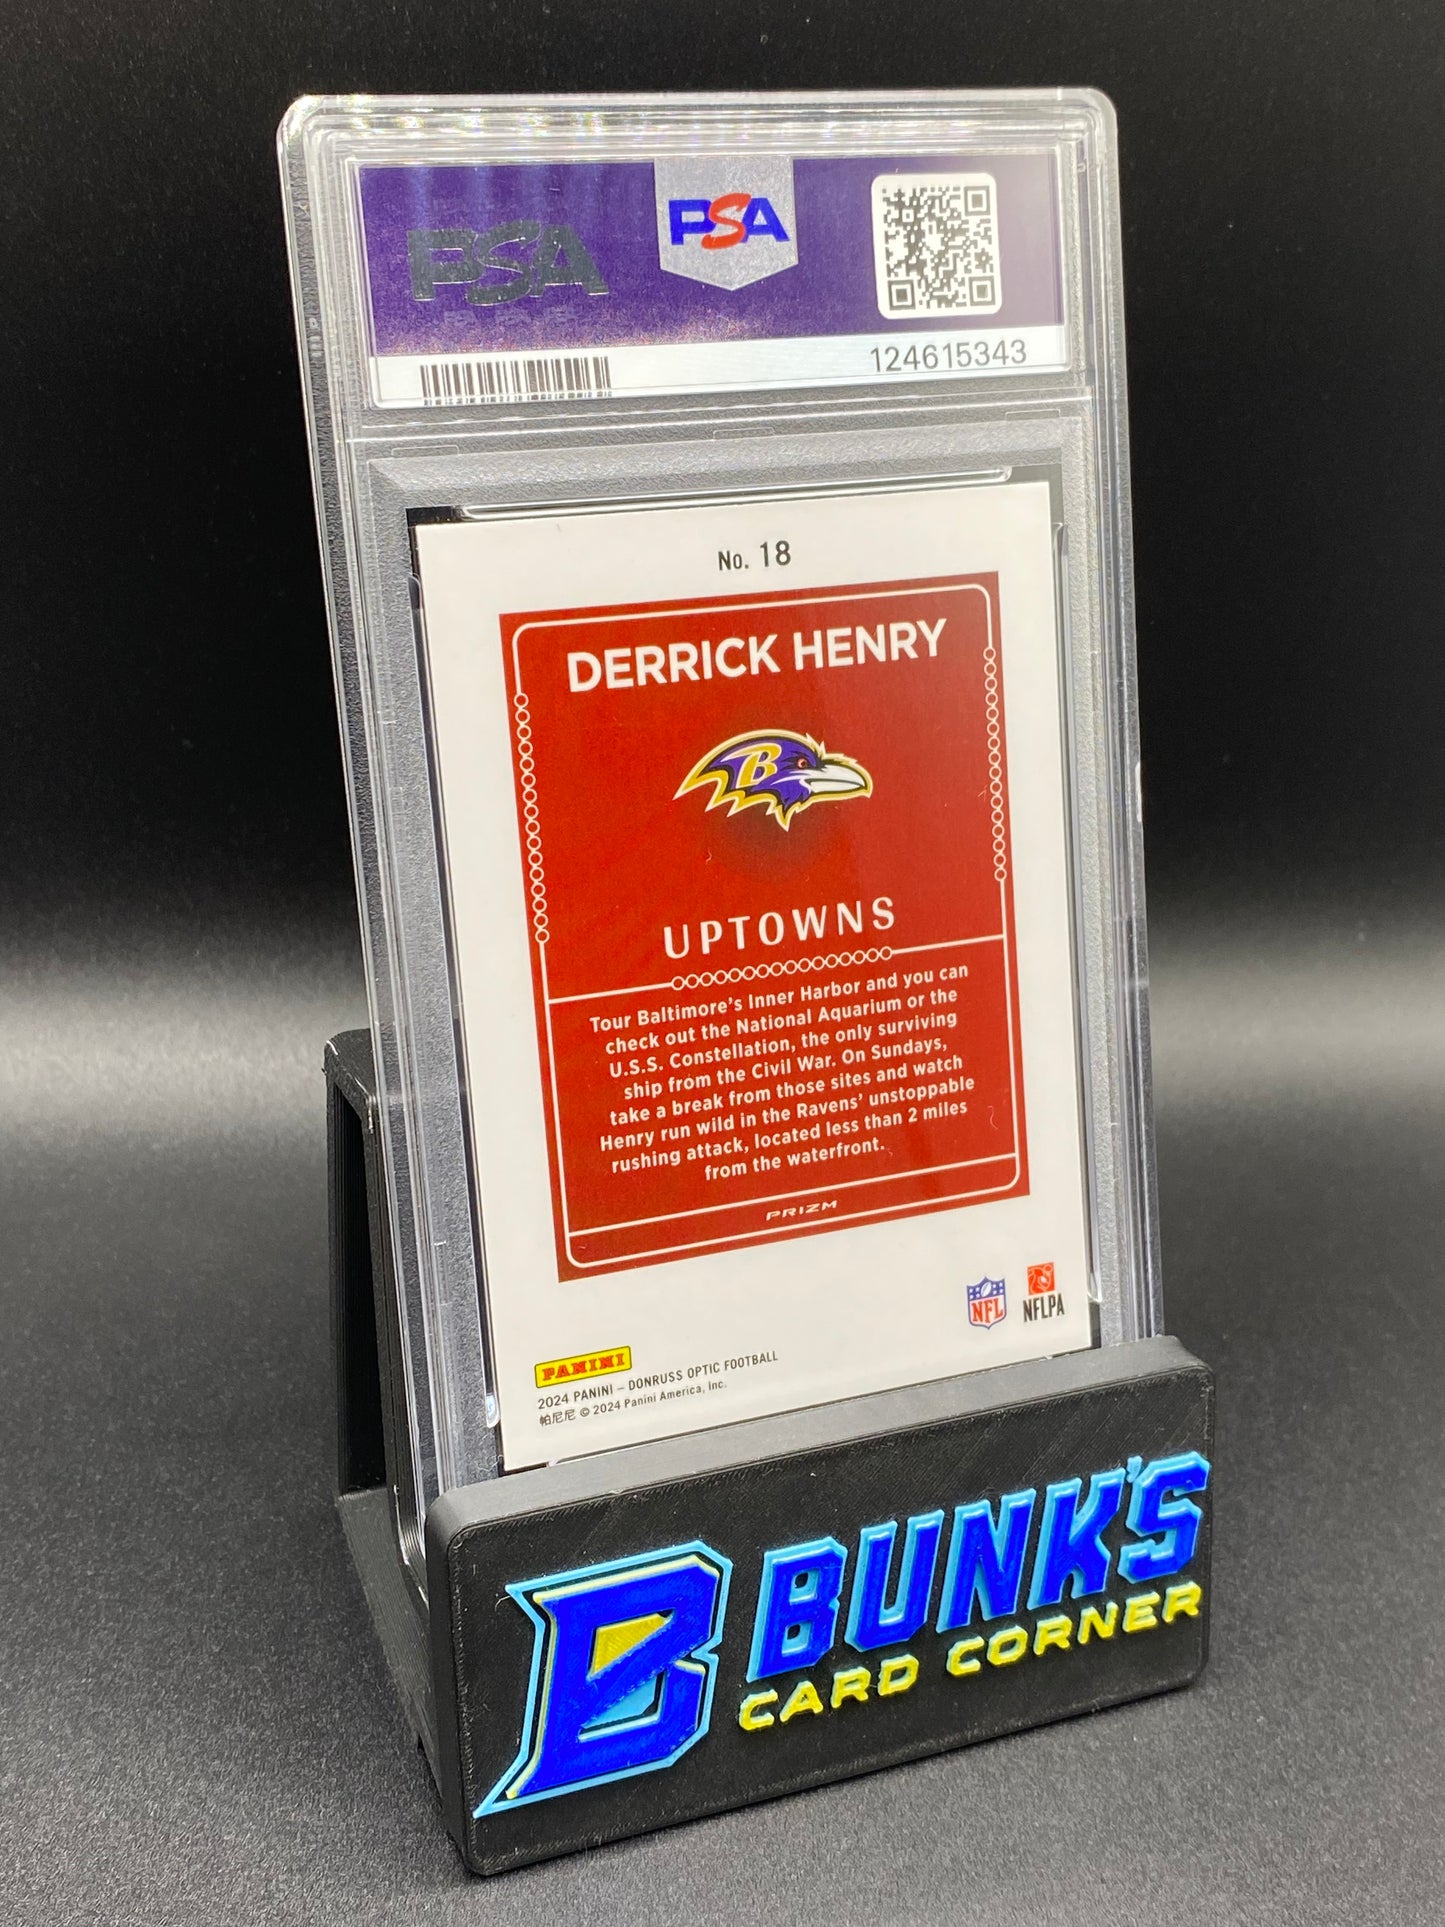 PSA
PSA
124615343
No. 18
DERRICK HENRY
B
UPTOWNS
Tour Baltimore's Inner Harbor and you can
check out the National Aquarium or the
U.S.S. Constellation, the only surviving
ship from the Civil War. On Sundays,
take a break from those sites and watch
Henry run wild in the Ravens' unstoppable
rushing attack, located less than 2 miles
from the waterfront.
PRIZM
NFL
NFLPA
PANINI
2024 PANINI – DONRUSS OPTIC FOOTBALL
帕尼尼 © 2024 Panini America, Inc.
B
BUNK'S
CARD CORNER